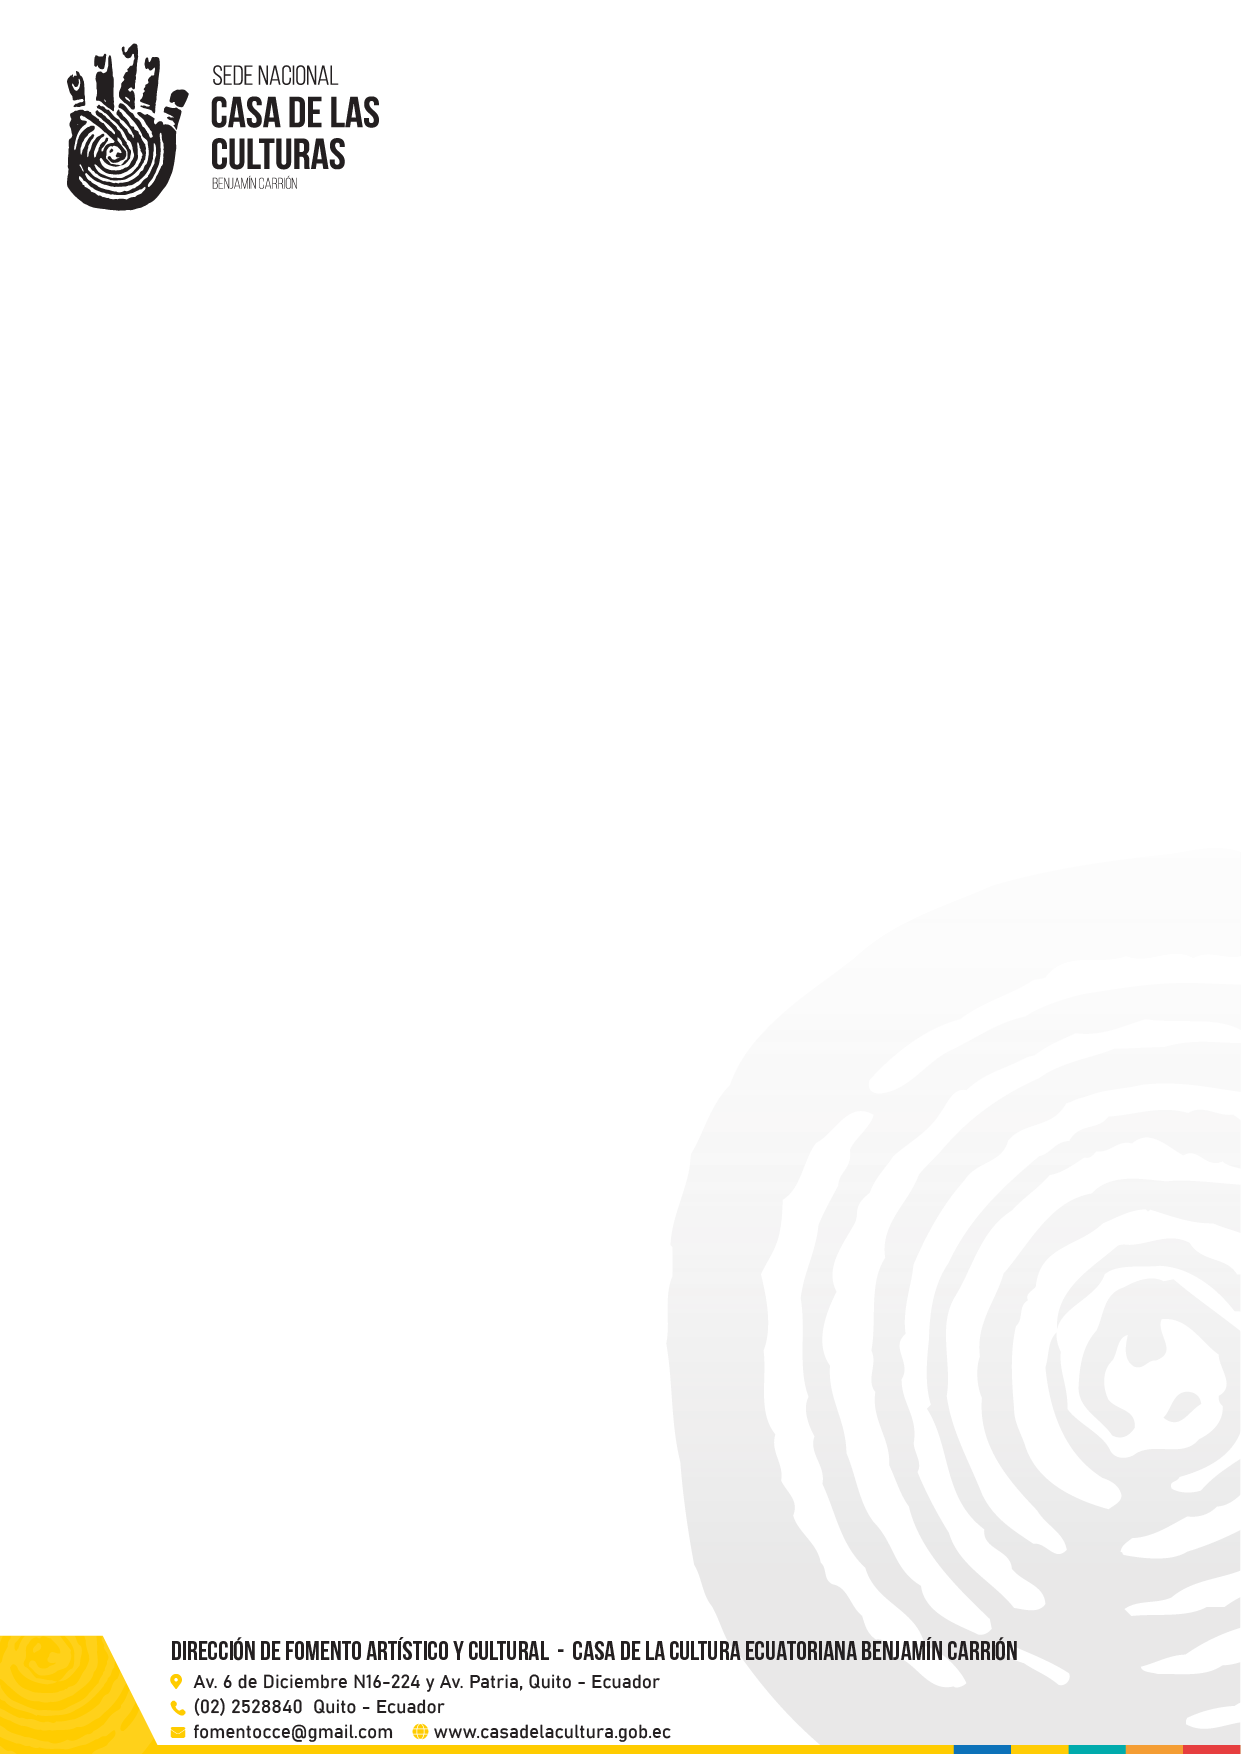 SEDE NACIONAL
CASA DE LAS
CULTURAS
BENJAMÍN CARRIÓN
DIRECCIÓN DE FOMENTO ARTÍSTICO Y CULTURAL - CASA DE LA CULTURA ECUATORIANA BENJAMÍN CARRIÓN
Av. 6 de Diciembre N16-224 y Av. Patria, Quito - Ecuador
(02) 2528840 Quito - Ecuador
fomentocce@gmail.com www.casadelacultura.gob.ec